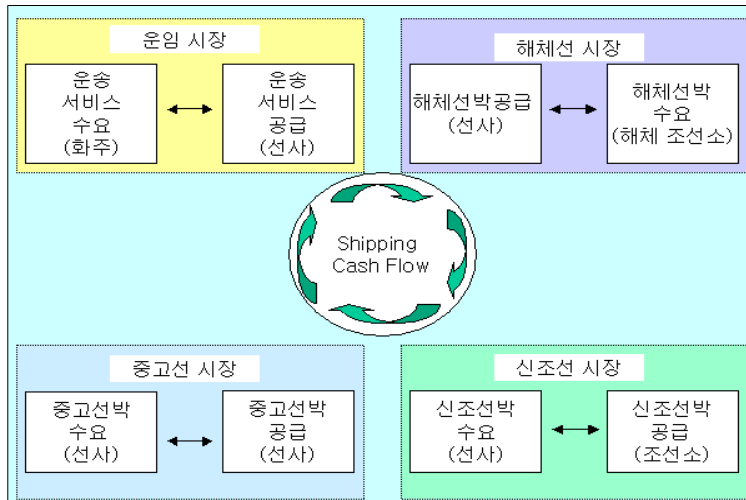 운임 시장
운송
서비스
수요
(화주)
운송
서비스
공급
(선사)
해체선 시장
해체선박공급
(선사)
해체선박
수요
(해체 조선소)
Shipping
Cash Flow
중고선 시장
중고선박
수요
(선사)
중고선박
공급
(선사)
신조선 시장
신조선박
수요
(선사)
신조선박
공급
(조선소)